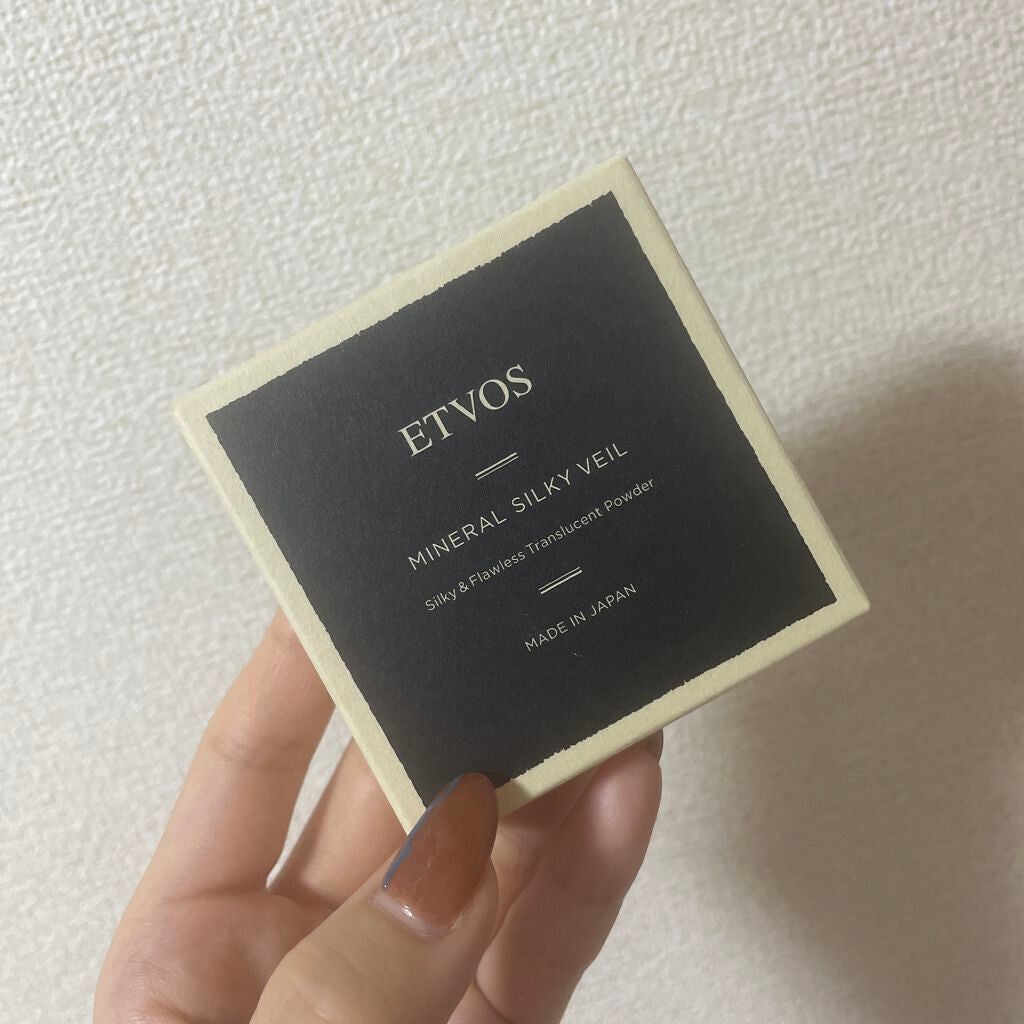 ETVOS
MINERAL SILKY VEIL
Silky & Flawless Translucent Powder
MADE IN JAPAN